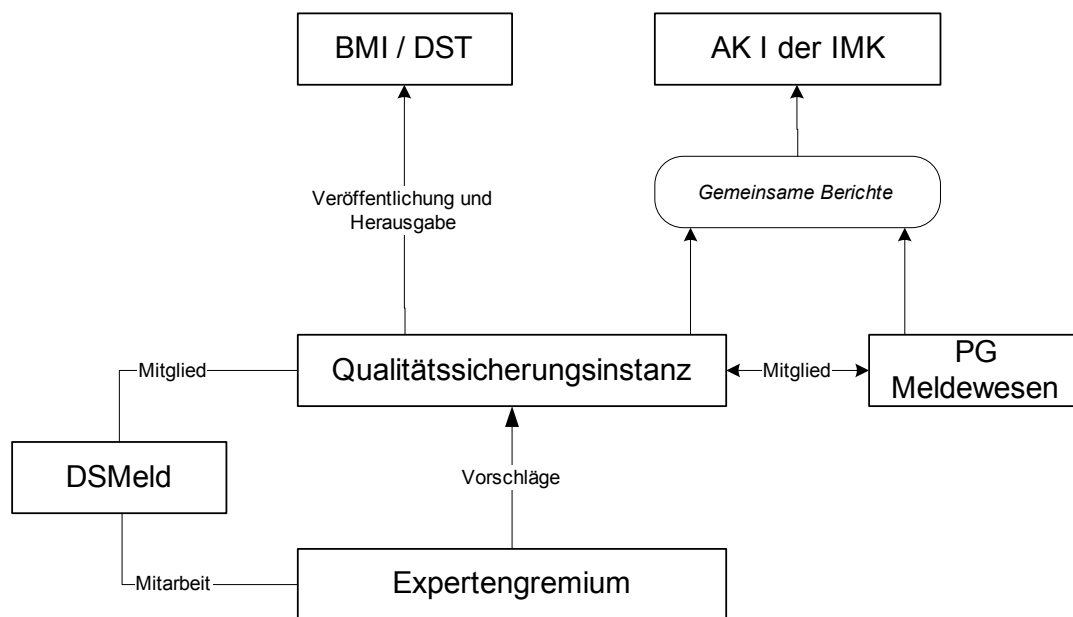 BMI / DST
AK I der IMK
Gemeinsame Berichte
Veröffentlichung und
Herausgabe
Qualitätssicherungsinstanz
Mitglied
PG
Meldewesen
Mitglied
DSMeld
Vorschläge
Mitarbeit
Expertengremium